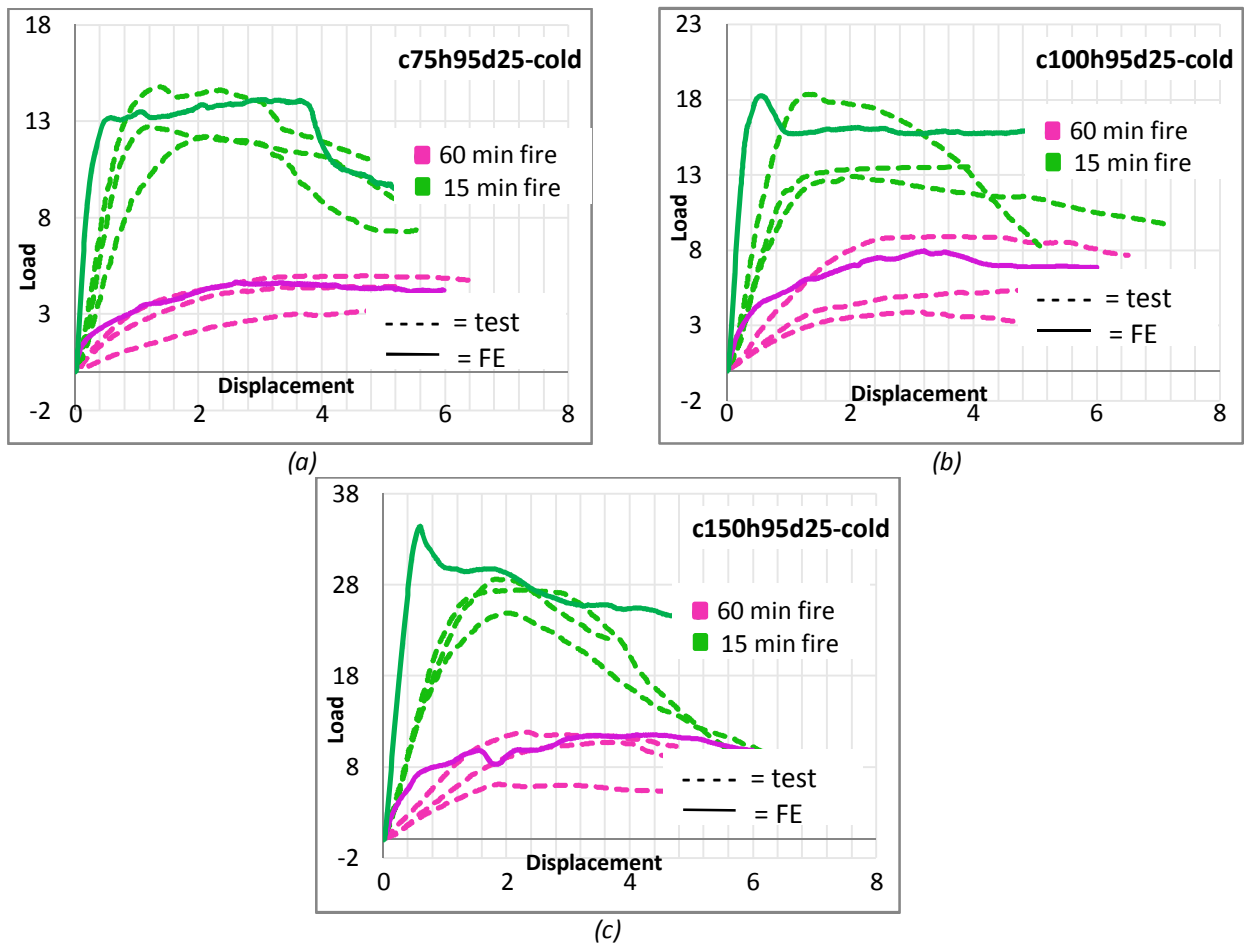 18
13
8
3
-2
Load
c75h95d25-cold
60 min fire
15 min fire
= test
= FE
Displacement
0 2 4 6 8
(a)
23
18
13
8
3
-2
Load
c100h95d25-cold
60 min fire
15 min fire
= test
= FE
Displacement
0 2 4 6 8
(b)
38
28
18
8
-2
Load
c150h95d25-cold
60 min fire
15 min fire
= test
= FE
Displacement
0 2 4 6 8
(c)